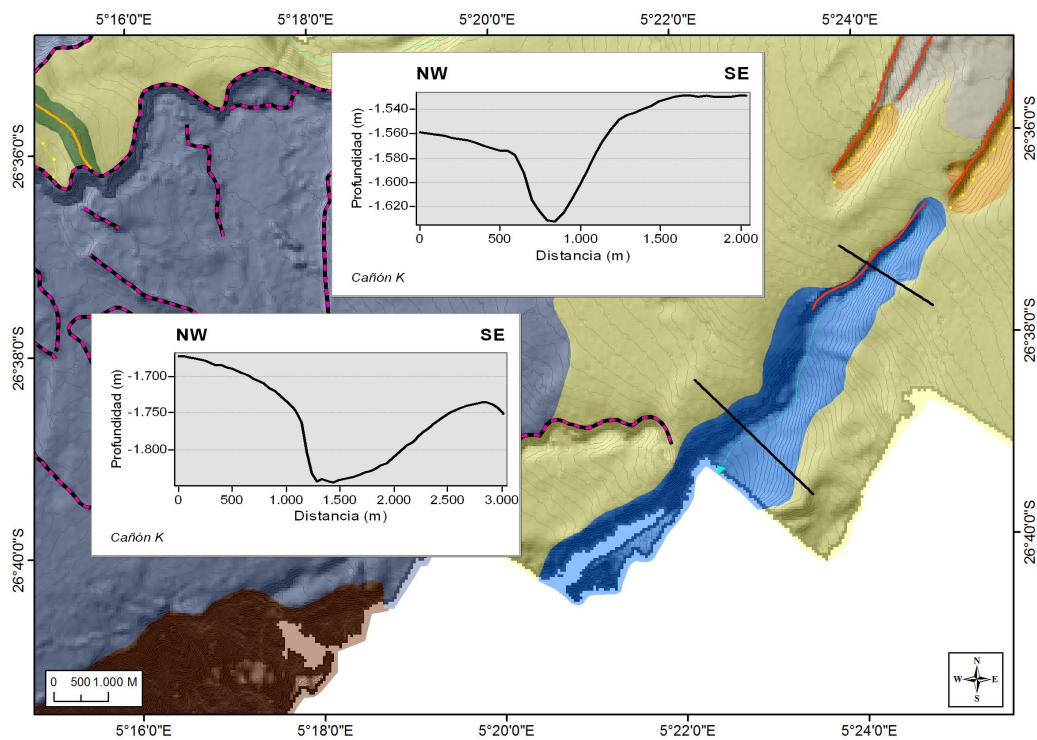 5°16'0"E 5°18'0"E 5°20'0"E 5°22'0"E 5°24'0"E
26°36'0"S
26°38'0"S
26°40'0"S
NW SE
Profundidad (m)
-1.540
-1.560
-1.580
-1.600
-1.620
0 500 1.000 1.500 2.000
Distancia (m)
Cañón K
NW SE
Profundidad (m)
-1.700
-1.750
-1.800
0 500 1.000 1.500 2.000 2.500 3.000
Distancia (m)
Cañón K
26°36'0"S
26°38'0"S
26°40'0"S
0 500 1.000 M
N
W E
S
5°16'0"E 5°18'0"E 5°20'0"E 5°22'0"E 5°24'0"E